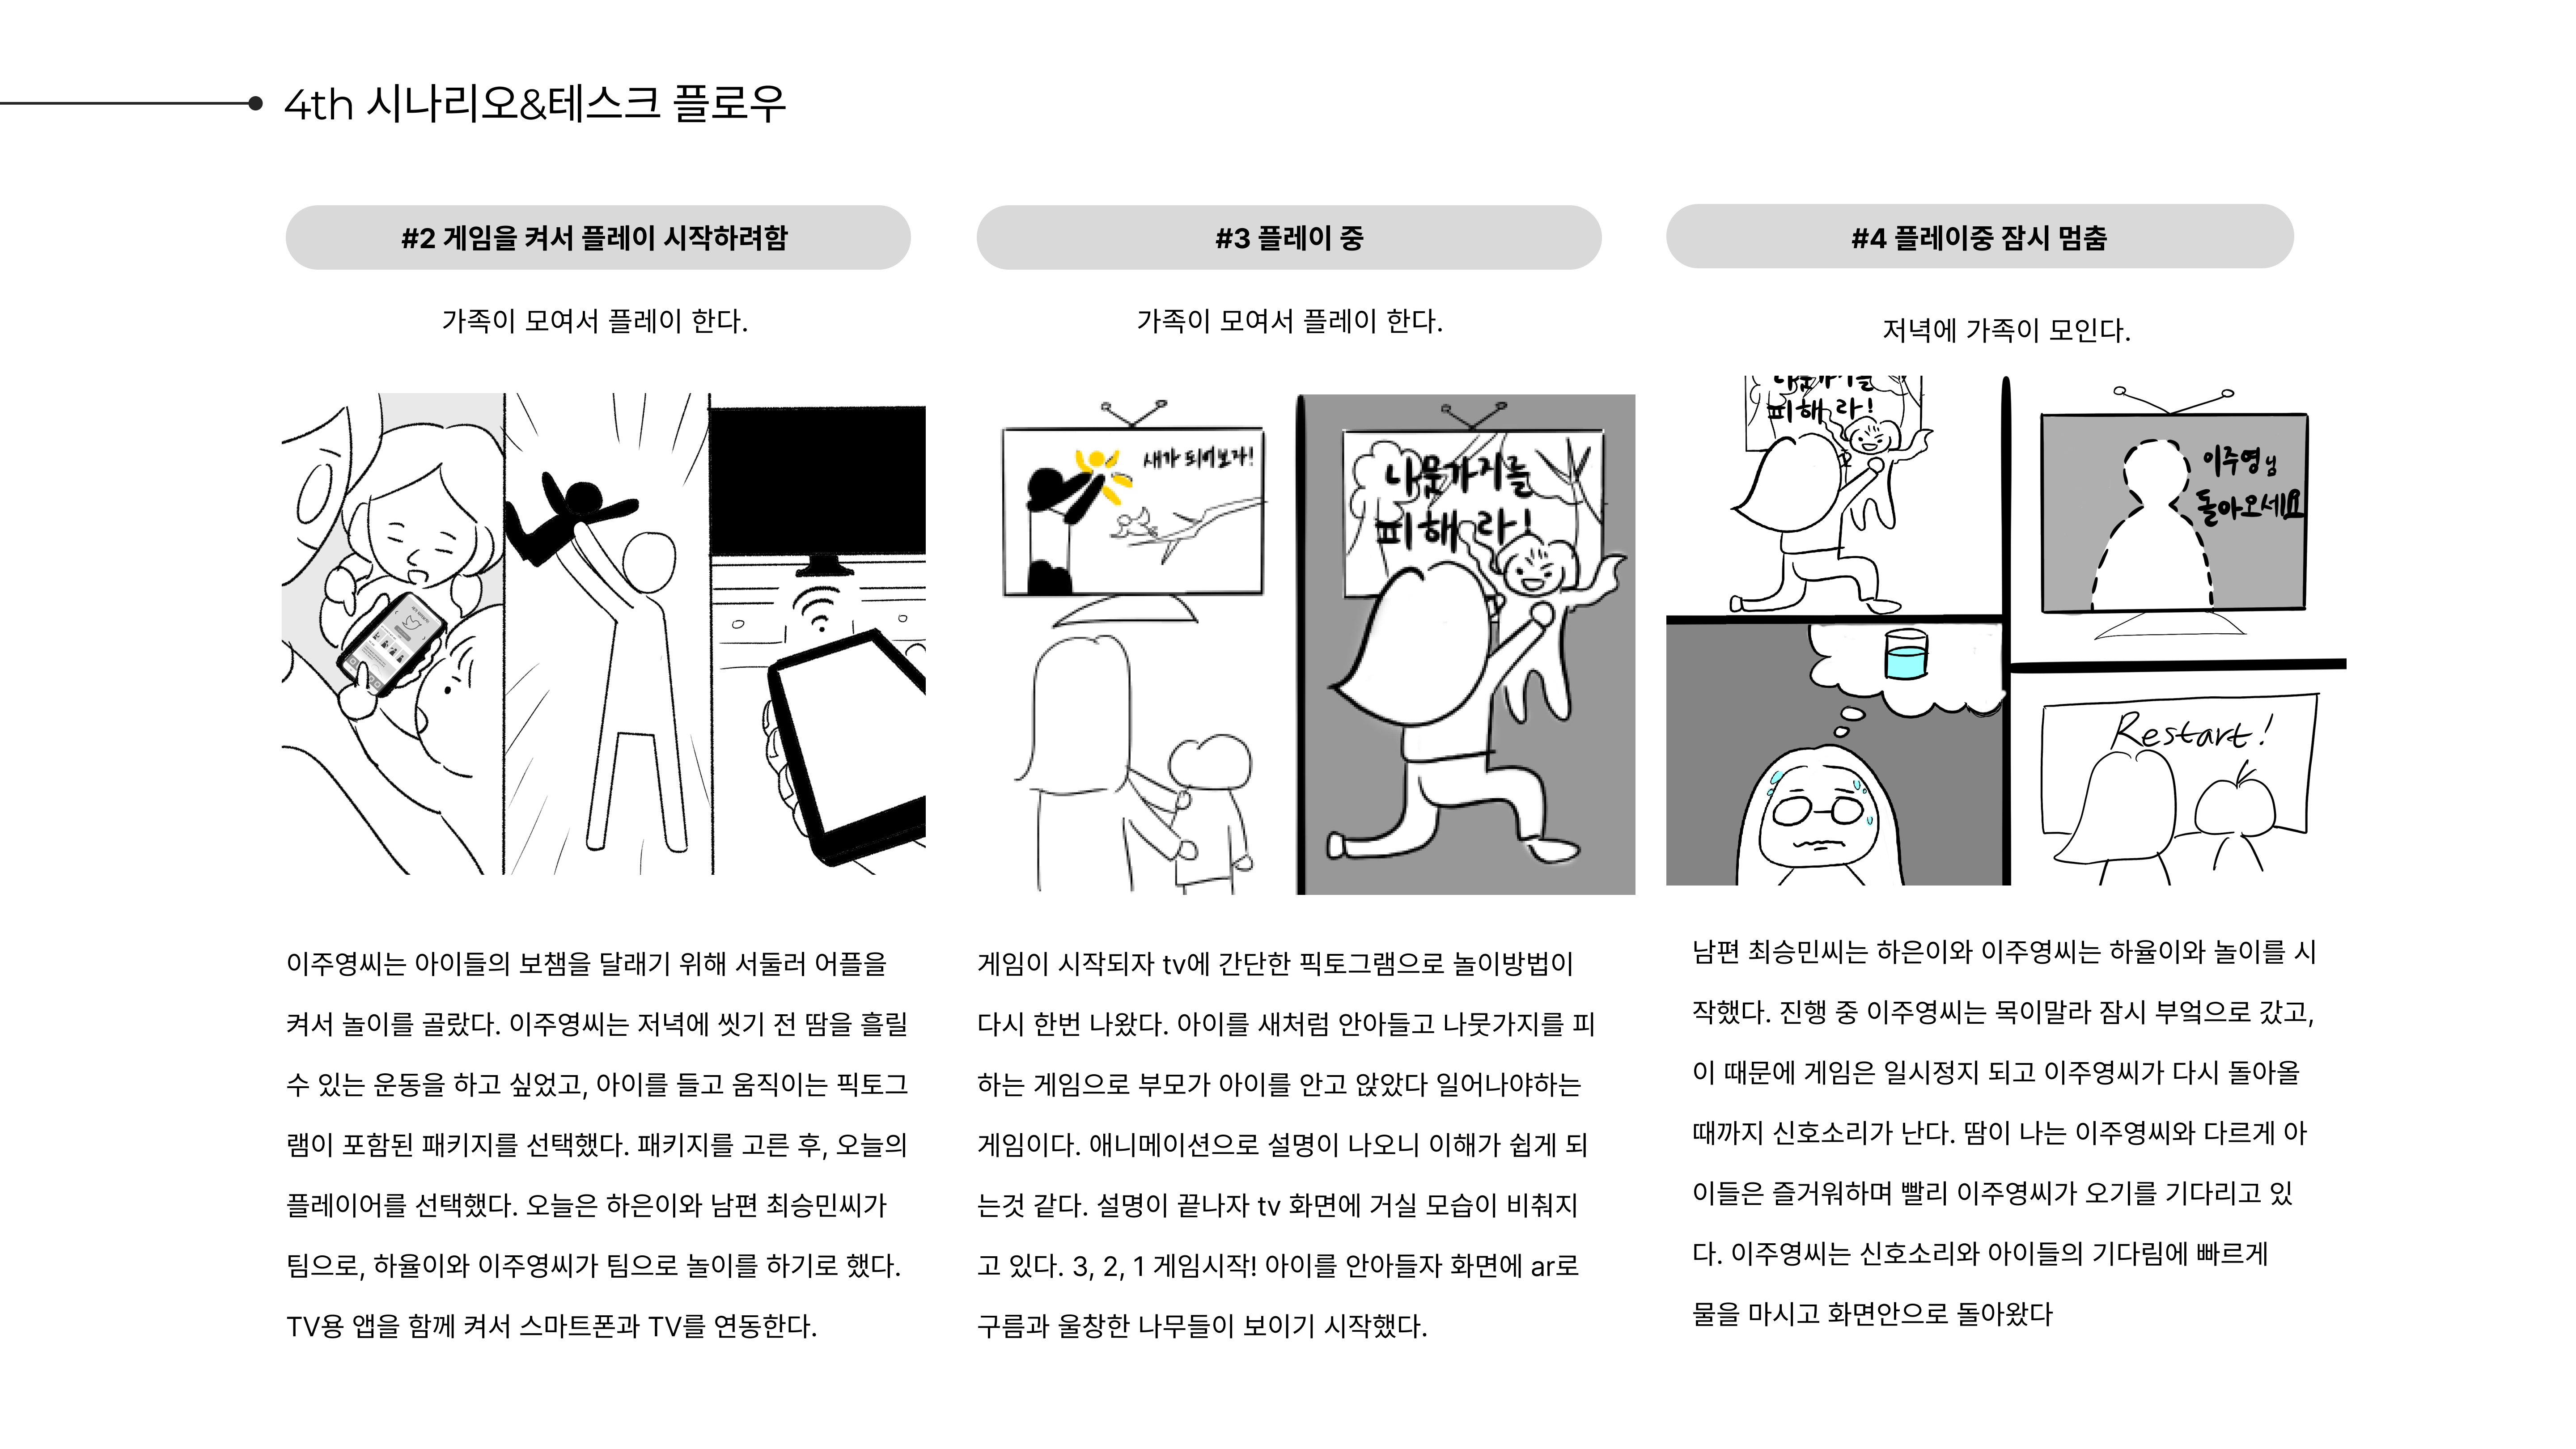 4th 시나리오&테스크 플로우
#2 게임을 켜서 플레이 시작하려함
가족이 모여서 플레이 한다.
이주영씨는 아이들의 보챔을 달래기 위해 서둘러 어플을
켜서 놀이를 골랐다. 이주영씨는 저녁에 씻기 전 땀을 흘릴
수 있는 운동을 하고 싶었고, 아이를 들고 움직이는 픽토그
램이 포함된 패키지를 선택했다. 패키지를 고른 후, 오늘의
플레이어를 선택했다. 오늘은 하은이와 남편 최승민씨가
팀으로, 하율이와 이주영씨가 팀으로 놀이를 하기로 했다.
TV용 앱을 함께 켜서 스마트폰과 TV를 연동한다.
#3 플레이 중
가족이 모여서 플레이 한다.
새가 되어보자!
나뭇가지를
피해라!
게임이 시작되자 tv에 간단한 픽토그램으로 놀이방법이
다시 한번 나왔다. 아이를 새처럼 안아들고 나뭇가지를 피
하는 게임으로 부모가 아이를 안고 앉았다 일어나야하는
게임이다. 애니메이션으로 설명이 나오니 이해가 쉽게 되
는것 같다. 설명이 끝나자 tv 화면에 거실 모습이 비춰지
고 있다. 3, 2, 1 게임시작! 아이를 안아들자 화면에 ar로
구름과 울창한 나무들이 보이기 시작했다.
#4 플레이중 잠시 멈춤
저녁에 가족이 모인다.
나뭇가지를
피해라!
이주영님
돌아오세요
Restart!
남편 최승민씨는 하은이와 이주영씨는 하율이와 놀이를 시
작했다. 진행 중 이주영씨는 목이말라 잠시 부엌으로 갔고,
이 때문에 게임은 일시정지 되고 이주영씨가 다시 돌아올
때까지 신호소리가 난다. 땀이 나는 이주영씨와 다르게 아
이들은 즐거워하며 빨리 이주영씨가 오기를 기다리고 있
다. 이주영씨는 신호소리와 아이들의 기다림에 빠르게
물을 마시고 화면안으로 돌아왔다